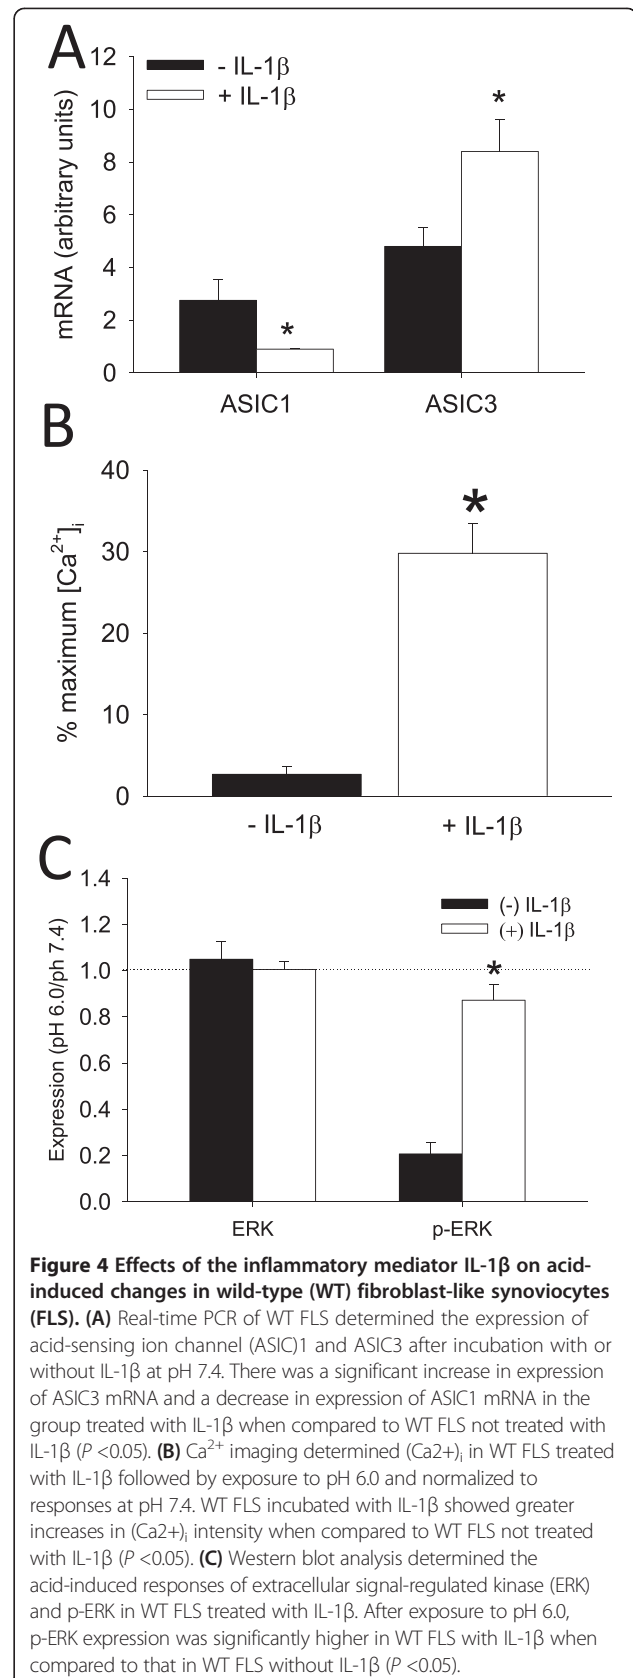 A
12
10
8
6
4
2
0
mRNA (arbitrary units)
- IL-1β
+ IL-1β
*
*
ASIC1
ASIC3
B
40
30
20
10
0
% maximum [Ca2+]i
*
- IL-1β
+ IL-1β
C
1.4
1.2
1.0
0.8
0.6
0.4
0.2
0.0
Expression (pH 6.0/ph 7.4)
(-) IL-1β
(+) IL-1β
*
ERK
p-ERK
Figure 4 Effects of the inflammatory mediator IL-1β on acid-
induced changes in wild-type (WT) fibroblast-like synoviocytes
(FLS). (A) Real-time PCR of WT FLS determined the expression of
acid-sensing ion channel (ASIC)1 and ASIC3 after incubation with or
without IL-1β at pH 7.4. There was a significant increase in expression
of ASIC3 mRNA and a decrease in expression of ASIC1 mRNA in the
group treated with IL-1β when compared to WT FLS not treated with
IL-1β (P <0.05). (B) Ca2+ imaging determined (Ca2+)i in WT FLS treated
with IL-1β followed by exposure to pH 6.0 and normalized to
responses at pH 7.4. WT FLS incubated with IL-1β showed greater
increases in (Ca2+)i intensity when compared to WT FLS not treated
with IL-1β (P <0.05). (C) Western blot analysis determined the
acid-induced responses of extracellular signal-regulated kinase (ERK)
and p-ERK in WT FLS treated with IL-1β. After exposure to pH 6.0,
p-ERK expression was significantly higher in WT FLS with IL-1β when
compared to that in WT FLS without IL-1β (P <0.05).